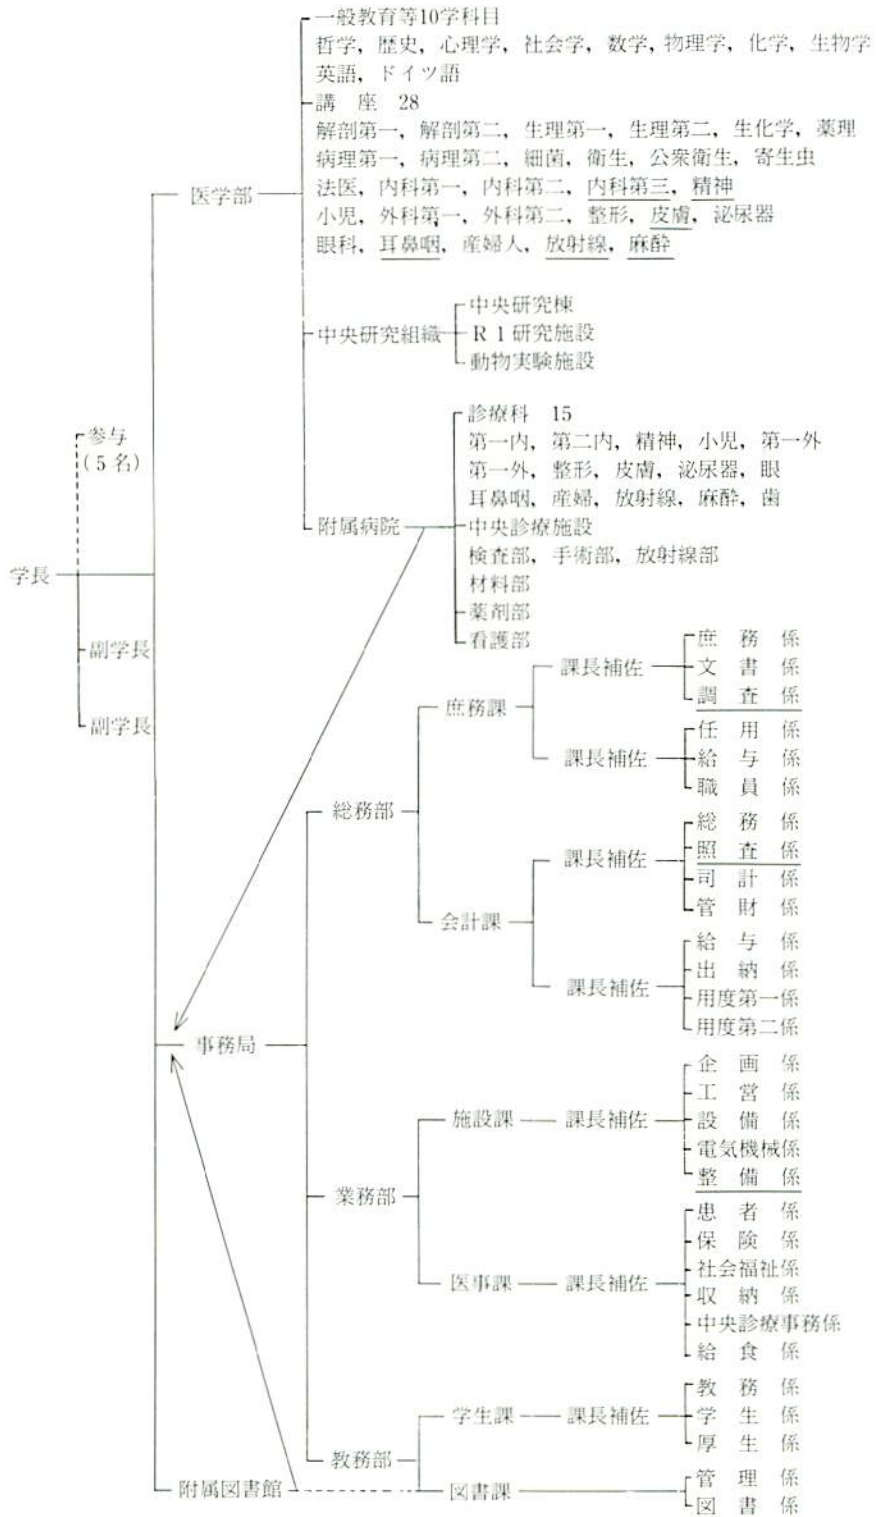 一般教育等10学科目
哲学, 歴史, 心理学, 社会学, 数学, 物理学, 化学, 生物学
英語, ドイツ語
講 座 28
解剖第一, 解剖第二, 生理第一, 生理第二, 生化学, 薬理
病理第一, 病理第二, 細菌, 衛生, 公衆衛生, 寄生虫
医学部
法医, 内科第一, 内科第二, 内科第三, 精神
小児, 外科第一, 外科第二, 整形, 皮膚, 泌尿器
眼科, 耳鼻咽, 産婦人, 放射線, 麻酔
中央研究組織
中央研究棟
R1研究施設
動物実験施設
参与
(5名)
学長
副学長
副学長
附属病院
診療科 15
第一内, 第二内, 精神, 小児, 第一外
第一外, 整形, 皮膚, 泌尿器, 眼
耳鼻咽, 産婦, 放射線, 麻酔, 歯
中央診療施設
検査部, 手術部, 放射線部
材料部
薬剤部
看護部
事務局
総務部
庶務課
課長補佐
庶 務 係
文 書 係
調 査 係
課長補佐
任 用 係
給 与 係
職 員 係
会計課
課長補佐
総 務 係
照 査 係
司 計 係
管 財 係
課長補佐
給 与 係
出 納 係
用度第一係
用度第二係
業務部
施設課
課長補佐
企 画 係
工 営 係
設 備 係
電気機械係
整 備 係
医事課
課長補佐
患 者 係
保 険 係
社会福祉係
収 納 係
中央診療事務係
給 食 係
教務部
学生課
課長補佐
教 務 係
学 生 係
厚 生 係
附属図書館
図書課
管 理 係
図 書 係